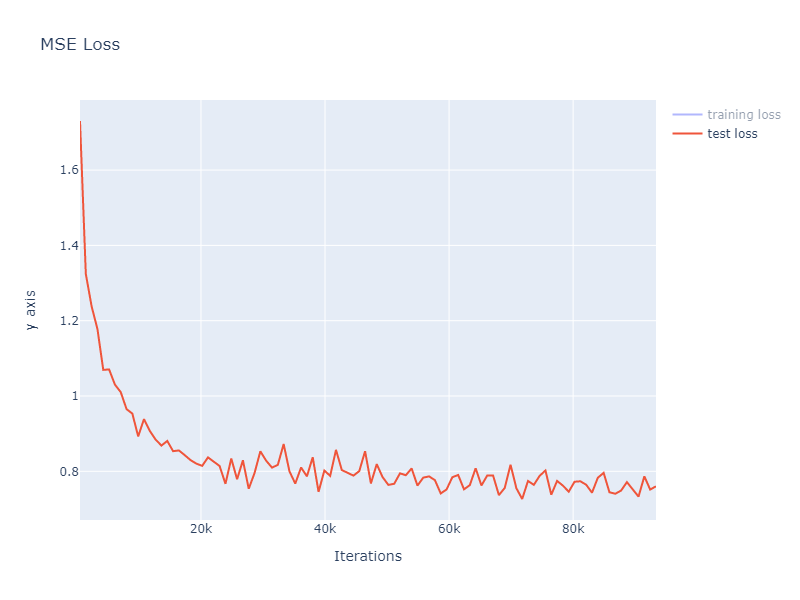 MSE Loss
training loss
test loss
1.6
1.4
1.2
1
0.8
y axis
20k
40k
60k
80k
Iterations